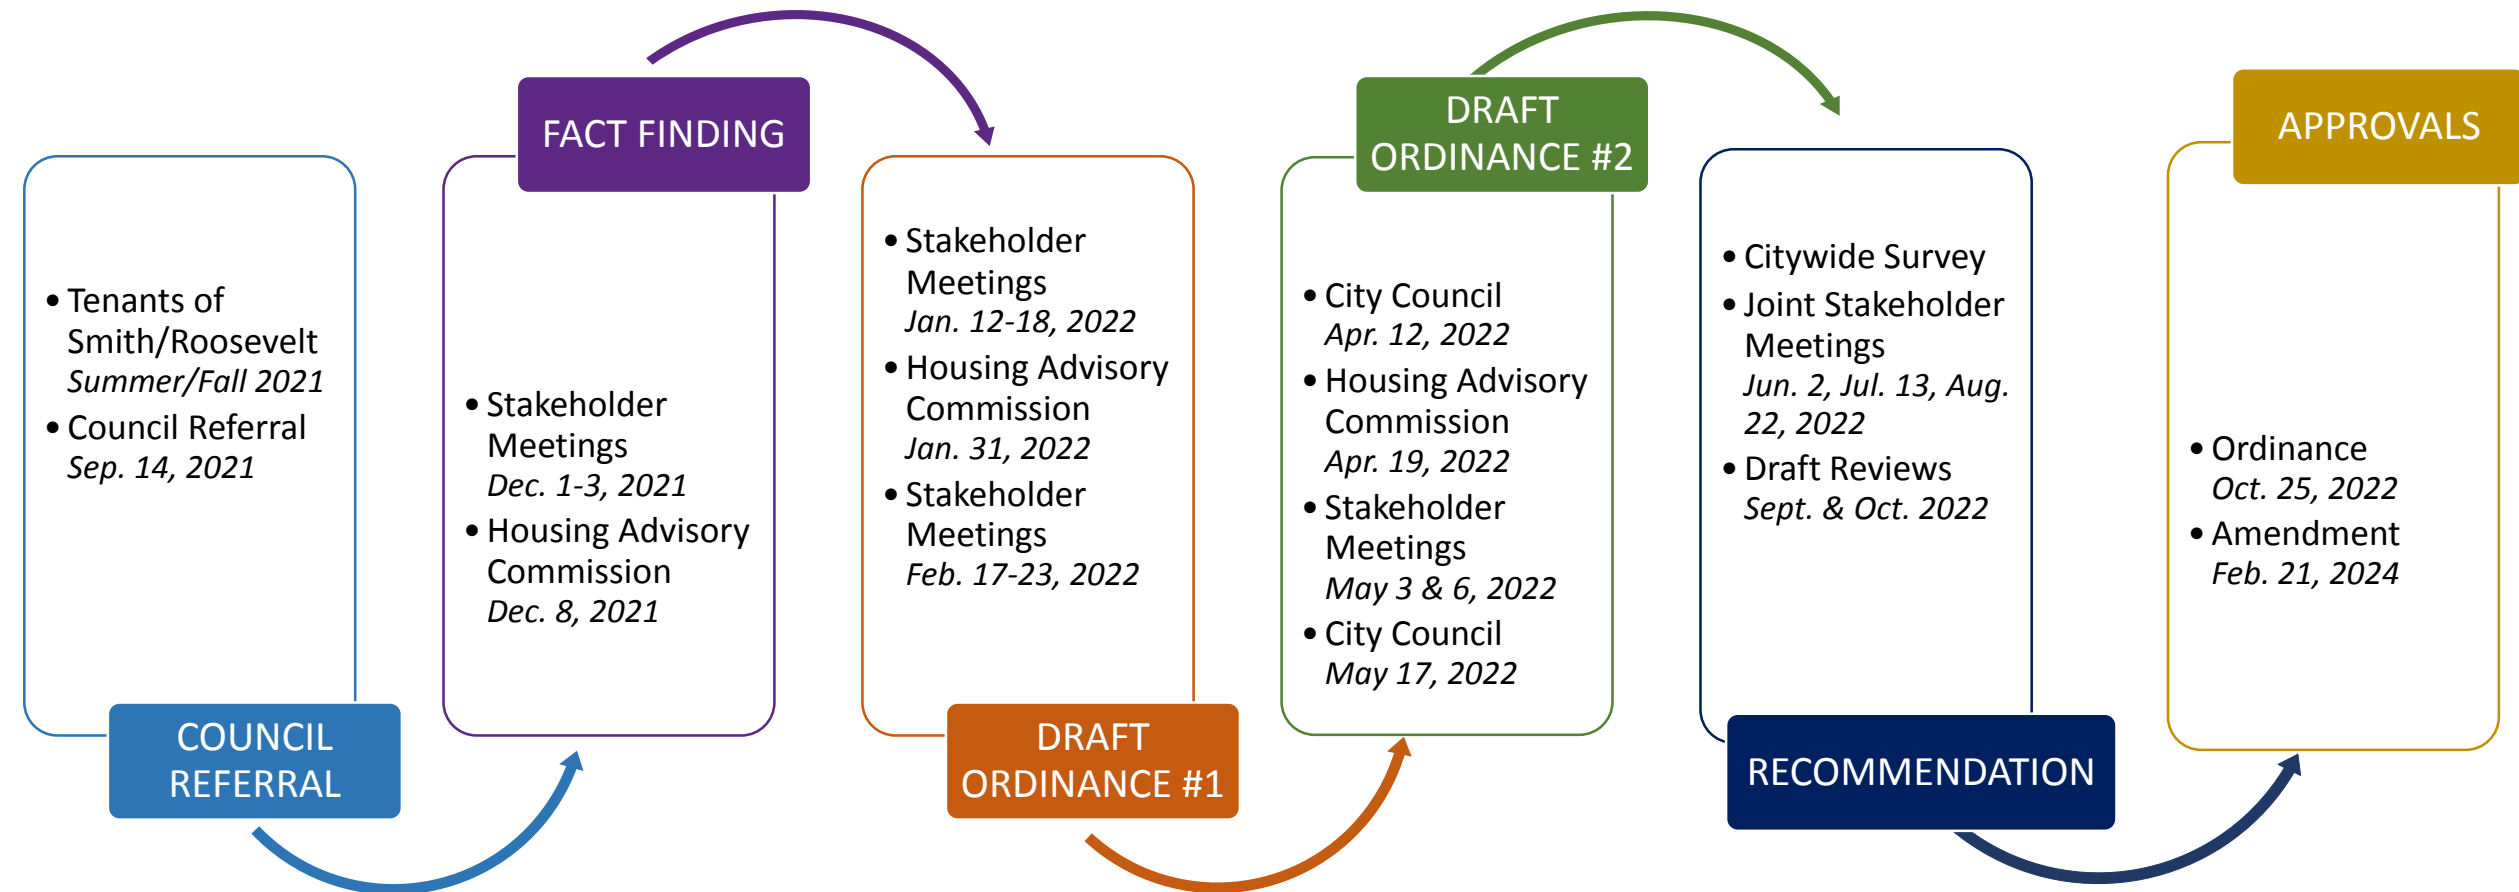 • Tenants of
Smith/Roosevelt
Summer/Fall 2021
• Council Referral
Sep. 14, 2021
COUNCIL
REFERRAL
FACT FINDING
• Stakeholder
Meetings
Dec. 1-3, 2021
• Housing Advisory
Commission
Dec. 8, 2021
• Stakeholder
Meetings
Jan. 12-18, 2022
• Housing Advisory
Commission
Jan. 31, 2022
• Stakeholder
Meetings
Feb. 17-23, 2022
DRAFT
ORDINANCE #1
DRAFT
ORDINANCE #2
• City Council
Apr. 12, 2022
• Housing Advisory
Commission
Apr. 19, 2022
• Stakeholder
Meetings
May 3 & 6, 2022
• City Council
May 17, 2022
• Citywide Survey
• Joint Stakeholder
Meetings
Jun. 2, Jul. 13, Aug.
22, 2022
• Draft Reviews
Sept. & Oct. 2022
RECOMMENDATION
APPROVALS
• Ordinance
Oct. 25, 2022
• Amendment
Feb. 21, 2024